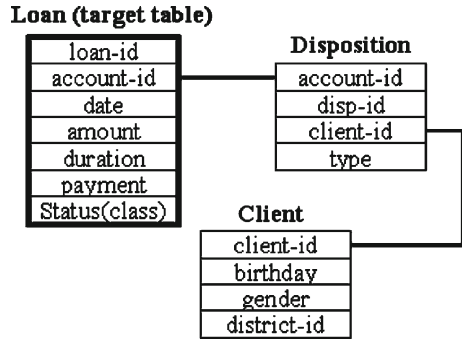 Loan (target table)
loan-id
account-id
date
amount
duration
payment
Status(class)
Disposition
account-id
disp-id
client-id
type
Client
client-id
birthday
gender
district-id